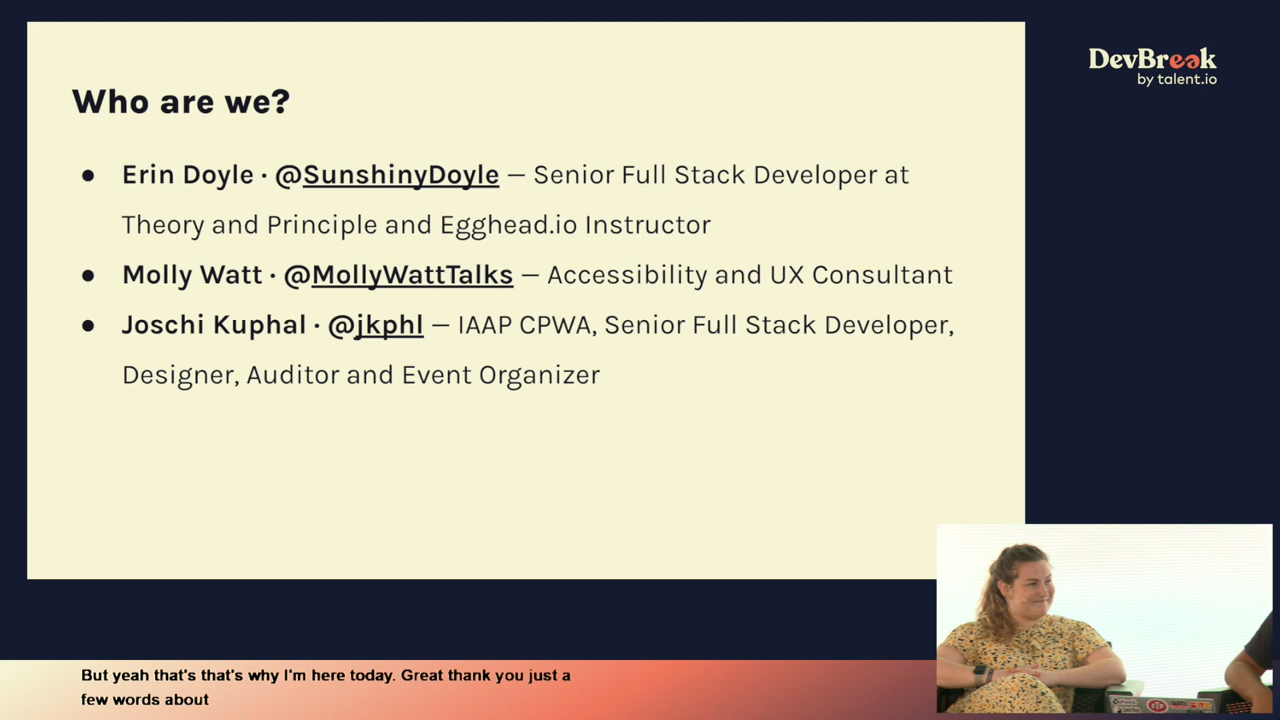 DevBreak
by talent.io
Who are we?
● Erin Doyle · @SunshinyDoyle — Senior Full Stack Developer at
Theory and Principle and Egghead.io Instructor
● Molly Watt · @MollyWattTalks — Accessibility and UX Consultant
● Joschi Kuphal · @jkphl — IAAP CPWA, Senior Full Stack Developer,
Designer, Auditor and Event Organizer
But yeah that's that's why I'm here today. Great thank you just a
few words about